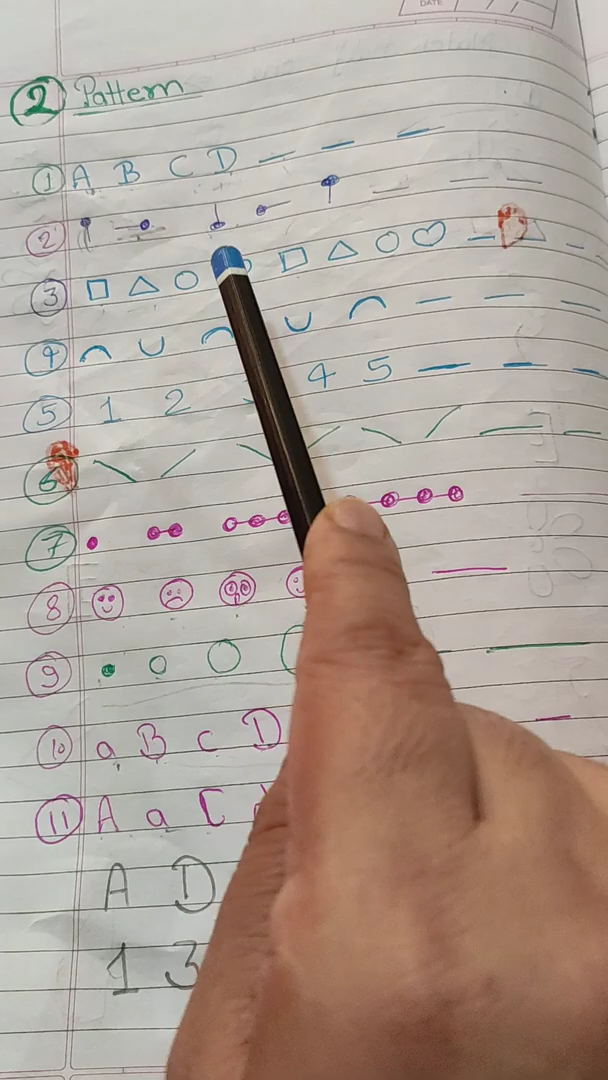 DATE
② Pattern
① A B C D _ _ _
②
③
④
⑤ 1 2 4 5 _ _ _
⑥
⑦
⑧
⑨
⑩ a B c D
⑪ A a
A D
1 3